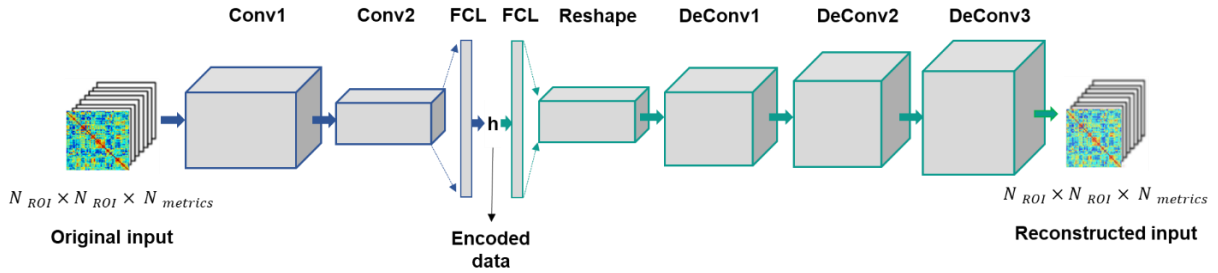 Conv1 Conv2 FCL FCL Reshape DeConv1 DeConv2 DeConv3
h
N ROI × N ROI × N metrics
N ROI × N ROI × N metrics
Original input
Encoded
data
Reconstructed input